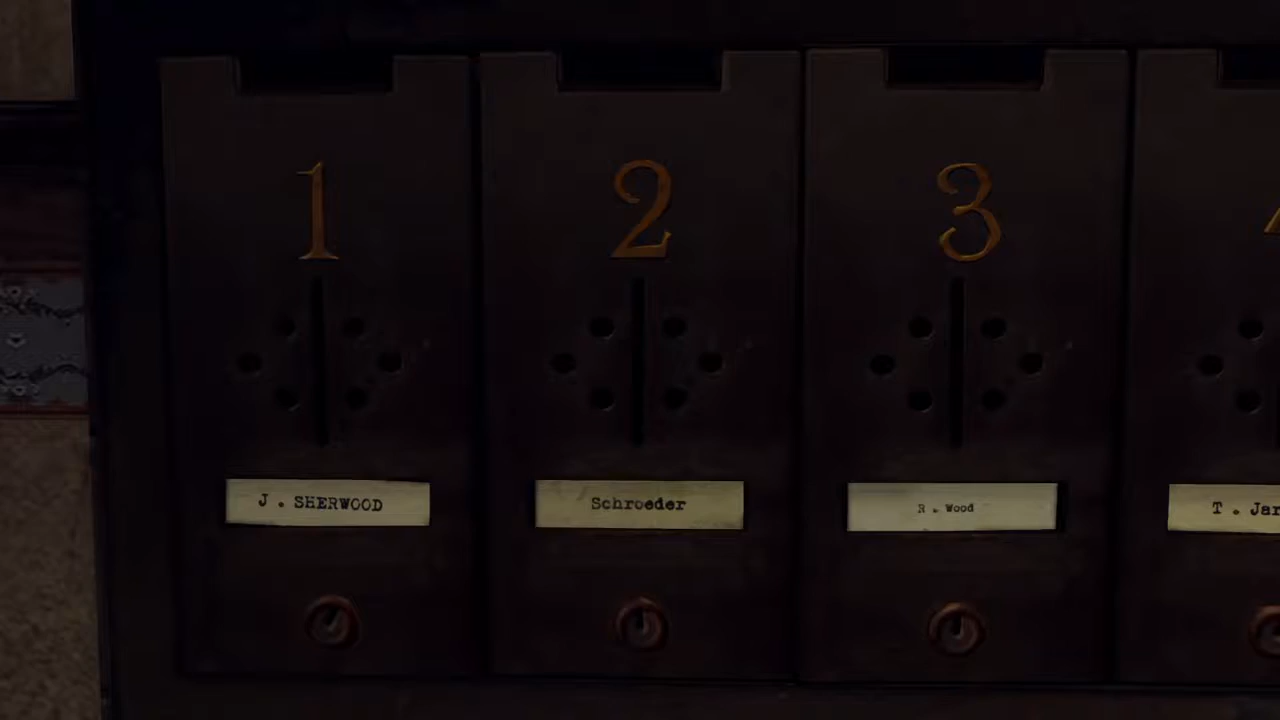 1
2
3
J . SHERWOOD
Schroeder
R . Wood
T .